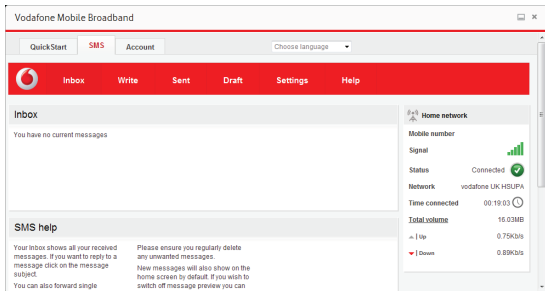 Vodafone Mobile Broadband
QuickStart SMS Account Choose language
Inbox Write Sent Draft Settings Help
Inbox
You have no current messages
Home network
Mobile number
Signal
Status Connected
Network vodafone UK HSUPA
Time connected 00:19:03
Total volume 16.03MB
Up 0.75Kb/s
Down 0.89Kb/s
SMS help
Your Inbox shows all your received
messages. If you want to reply to a
message click on the message
subject.
You can also forward single
Please ensure you regularly delete
any unwanted messages.
New messages will also show on the
home screen by default. If you wish to
switch off message preview you can